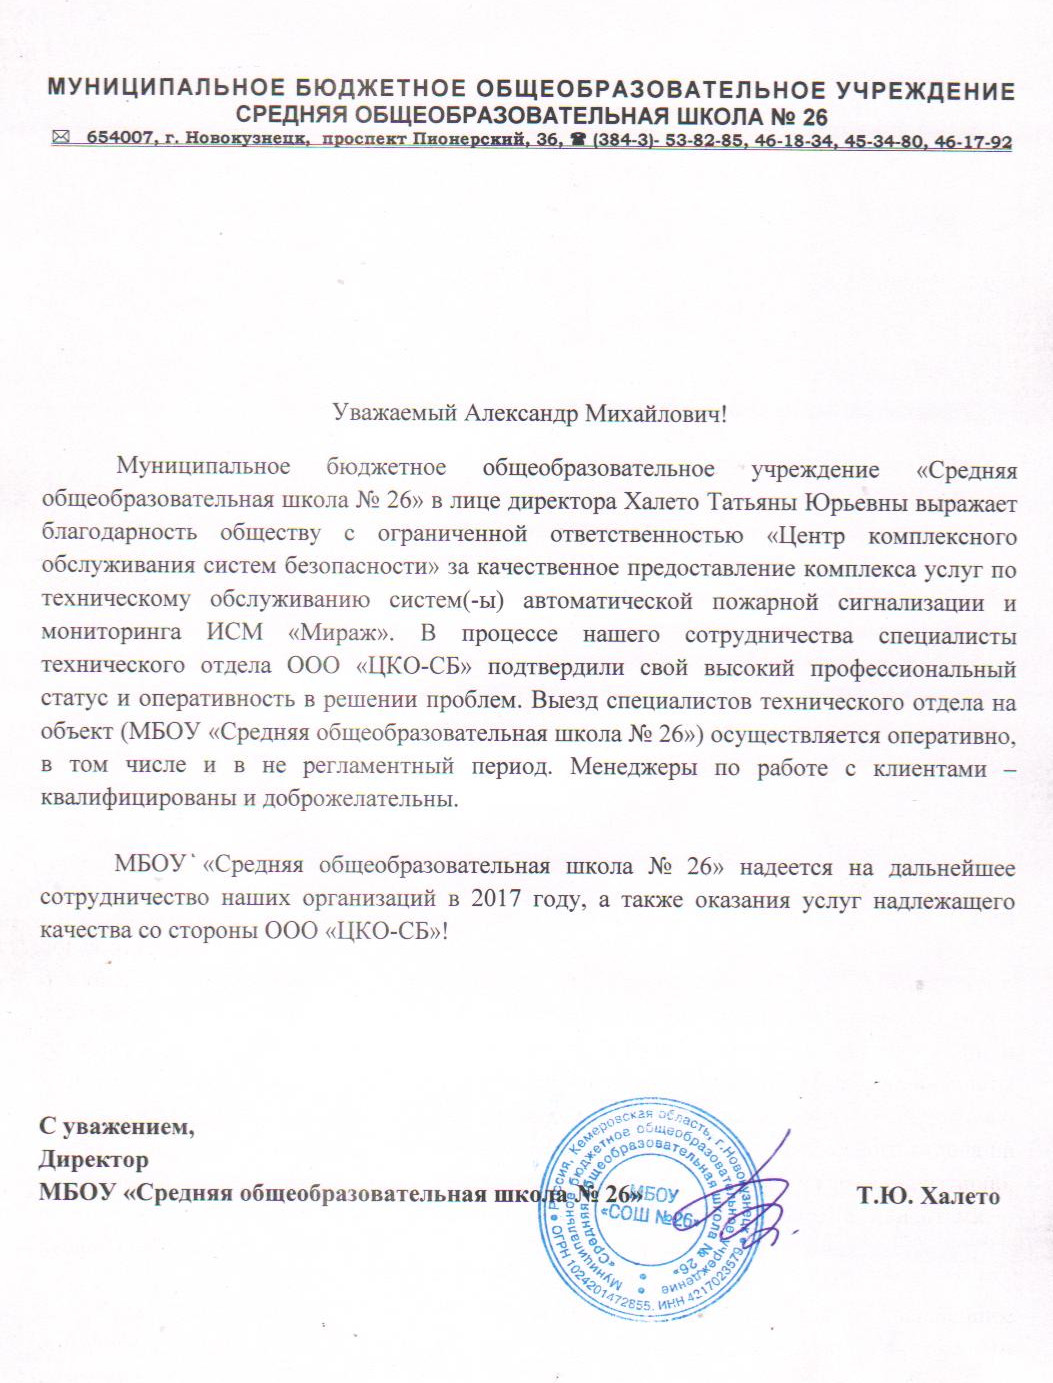 МУНИЦИПАЛЬНОЕ БЮДЖЕТНОЕ ОБЩЕОБРАЗОВАТЕЛЬНОЕ УЧРЕЖДЕНИЕ
СРЕДНЯЯ ОБЩЕОБРАЗОВАТЕЛЬНАЯ ШКОЛА № 26
✉ 654007, г. Новокузнецк, проспект Пионерский, 36, ☎ (384-3)- 53-82-85, 46-18-34, 45-34-80, 46-17-92
Уважаемый Александр Михайлович!
Муниципальное бюджетное общеобразовательное учреждение «Средняя
общеобразовательная школа № 26» в лице директора Халето Татьяны Юрьевны выражает
благодарность обществу с ограниченной ответственностью «Центр комплексного
обслуживания систем безопасности» за качественное предоставление комплекса услуг по
техническому обслуживанию систем(-ы) автоматической пожарной сигнализации и
мониторинга ИСМ «Мираж». В процессе нашего сотрудничества специалисты
технического отдела ООО «ЦКО-СБ» подтвердили свой высокий профессиональный
статус и оперативность в решении проблем. Выезд специалистов технического отдела на
объект (МБОУ «Средняя общеобразовательная школа № 26») осуществляется оперативно,
в том числе и в не регламентный период. Менеджеры по работе с клиентами –
квалифицированы и доброжелательны.
МБОУ «Средняя общеобразовательная школа № 26» надеется на дальнейшее
сотрудничество наших организаций в 2017 году, а также оказания услуг надлежащего
качества со стороны ООО «ЦКО-СБ»!
С уважением,
Директор
МБОУ «Средняя общеобразовательная школа № 26»
Т.Ю. Халето
Россия, Кемеровская область, г.Новокузнецк
ОГРН 1024201472855. ИНН 4217023579
Муниципальное бюджетное общеобразовательное учреждение
«Средняя общеобразовательная школа № 26»
МБОУ
«СОШ №26»